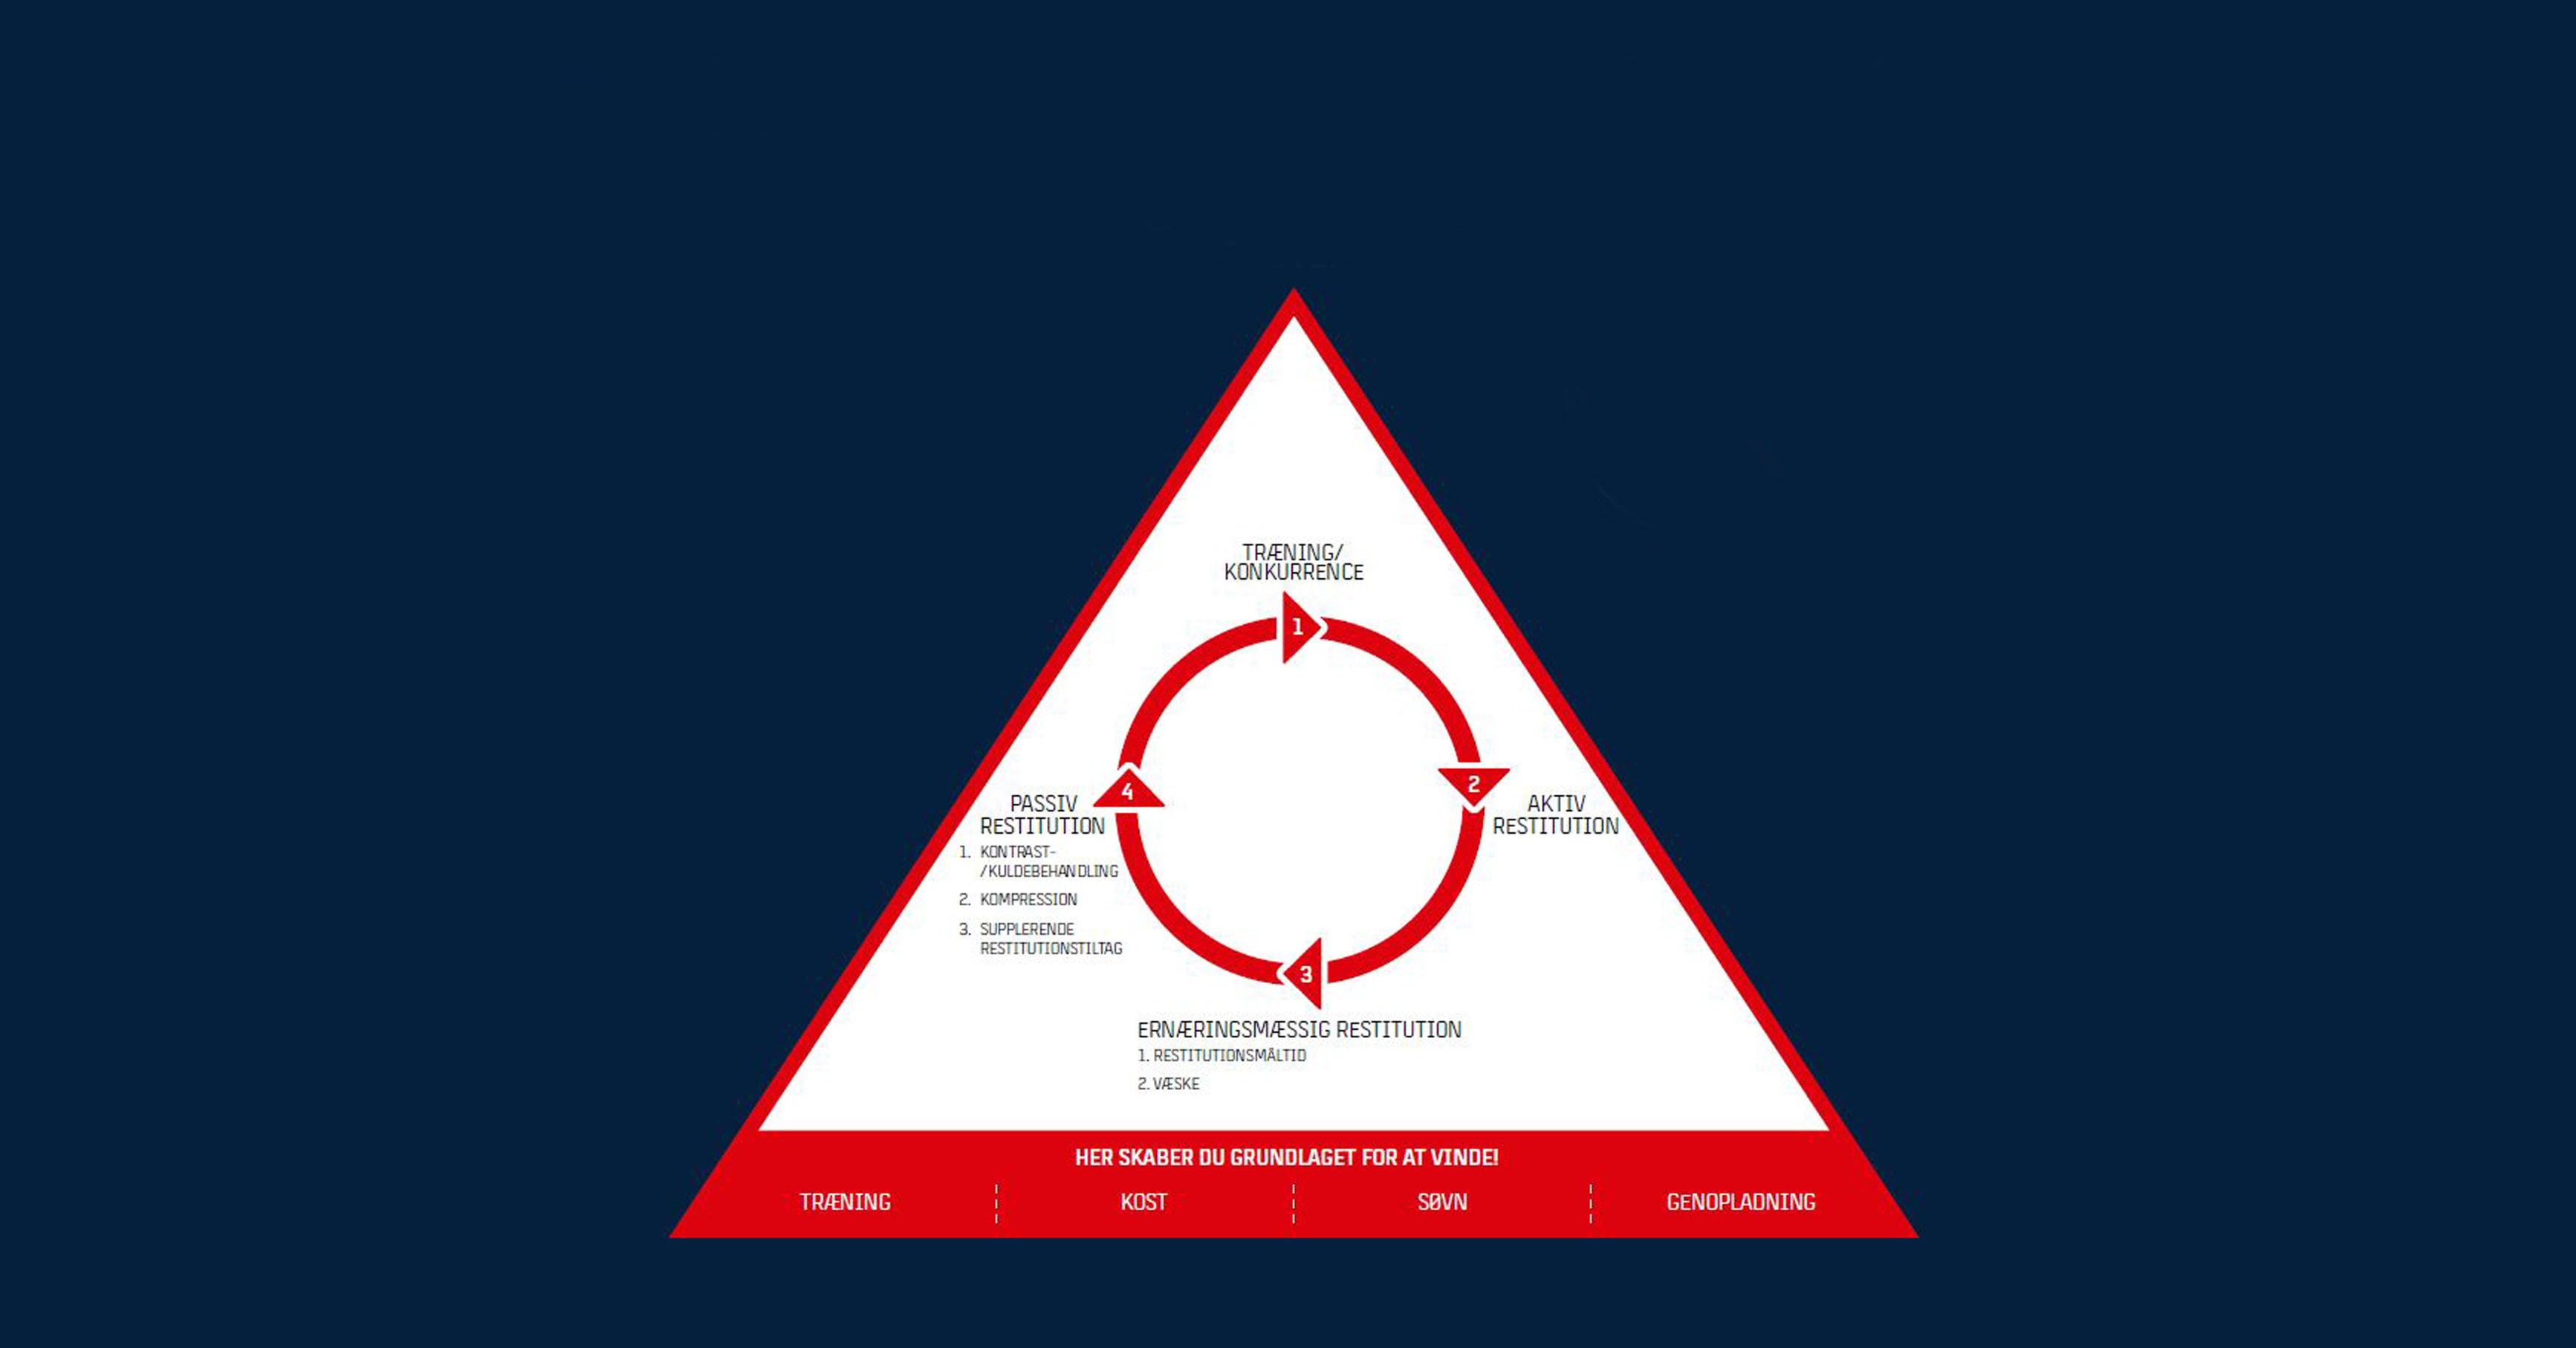 TRÆNING/
KONKURRENCE
1
2
AKTIV
RESTITUTION
3
ERNÆRINGSMÆSSIG RESTITUTION
1. RESTITUTIONSMÅLTID
2. VÆSKE
4
PASSIV
RESTITUTION
1. KONTRAST-
/KULDEBEHANDLING
2. KOMPRESSION
3. SUPPLERENDE
RESTITUTIONSTILTAG
HER SKABER DU GRUNDLAGET FOR AT VINDE!
TRÆNING
KOST
SØVN
GENOPLADNING